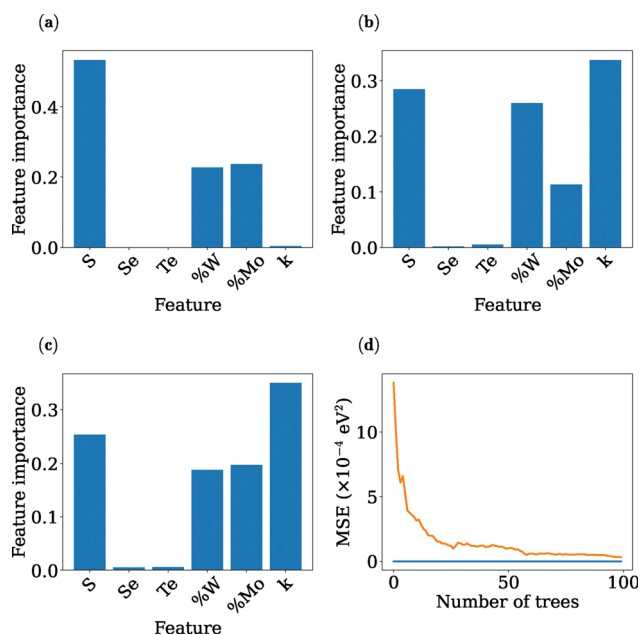 (a)
Feature importance
0.4
0.2
0.0
S Se Te %W %Mo k
Feature
(b)
Feature importance
0.3
0.2
0.1
0.0
S Se Te %W %Mo k
Feature
(c)
Feature importance
0.3
0.2
0.1
0.0
S Se Te %W %Mo k
Feature
(d)
MSE (×10⁻⁴ eV²)
10
5
0
0 50 100
Number of trees